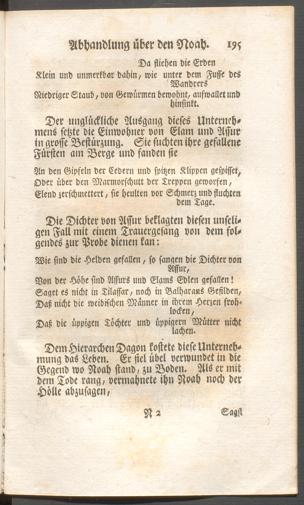 Abhandlung über den Noah. 195
Da fliehen die Erden
Klein und unmerkbar dahin, wie unter dem Fusse des
Wandrers
Niedriger Staub, von Gewürmen bewohnt, aufwallet und
hinsinkt.
Der unglückliche Ausgang dieses Unterneh-
mens setzte die Einwohner von Elam und Assur
in grosse Bestürzung. Sie suchten ihre gefallene
Fürsten am Berge und fanden sie
An den Gipfeln der Cedern und spitzen Klippen gespisset,
Oder über den Marmorschutt der Treppen geworfen,
Elend zerschmettert, sie heulten vor Schmerz und fluchten
dem Tage.
Die Dichter von Assur beklagten diesen unseli-
gen Fall mit einem Trauergesang von dem fol-
gendes zur Probe dienen kan:
Wie sind die Helden gefallen, so sangen die Dichter von
Assur,
Von der Höhe sind Assurs und Elams Edlen gefallen!
Saget es nicht in Tilassar, noch in Galbaraus Gefilden,
Daß nicht die weibischen Männer in ihrem Herzen froh-
locken,
Daß die üppigen Töchter und üppigern Mütter nicht
lachen.
Dem Hierarchen Dagon kostete diese Unterneh-
mung das Leben. Er fiel übel verwundet in die
Gegend wo Noah stand, zu Boden. Als er mit
dem Tode rang, vermahnete ihn Noah noch der
Hölle abzusagen,
N 2 Sagst